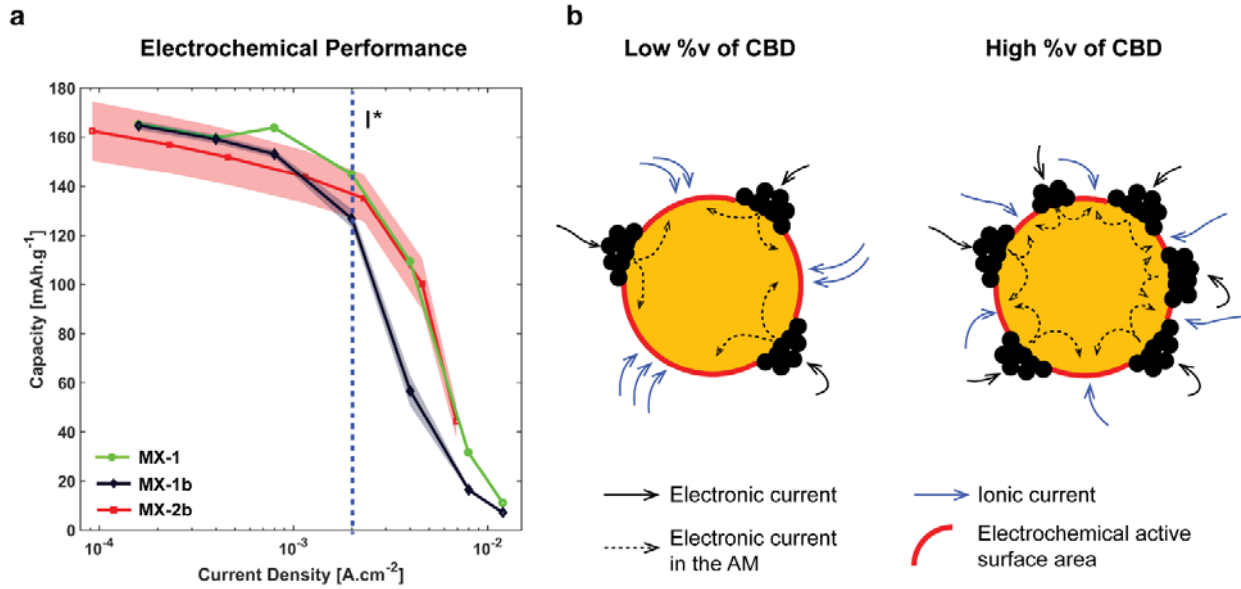 a
Electrochemical Performance
180
160
140
120
100
80
60
40
20
0
Capacity [mAh.g⁻¹]
I*
MX-1
MX-1b
MX-2b
10⁻⁴
10⁻³
10⁻²
Current Density [A.cm⁻²]
b
Low %v of CBD
High %v of CBD
Electronic current
Electronic current
in the AM
Ionic current
Electrochemical active
surface area